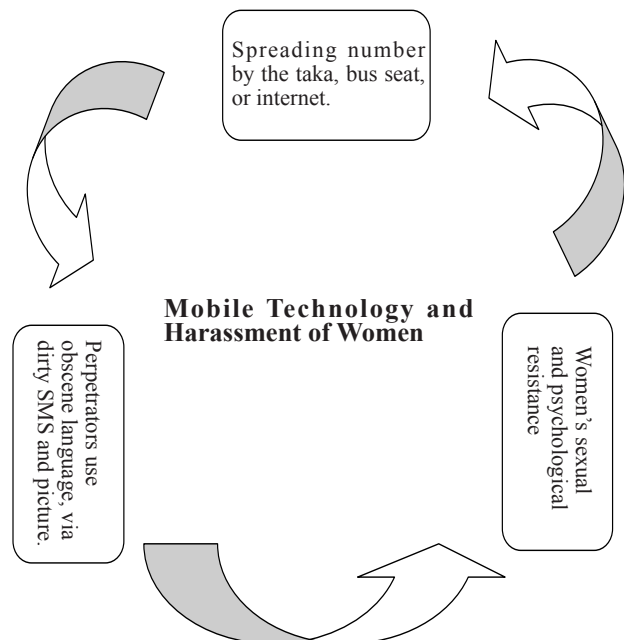 Spreading number
by the taka, bus seat,
or internet.
Mobile Technology and
Harassment of Women
Perpetrators use
obscene language, via
dirty SMS and picture.
Women’s sexual
and psychological
resistance